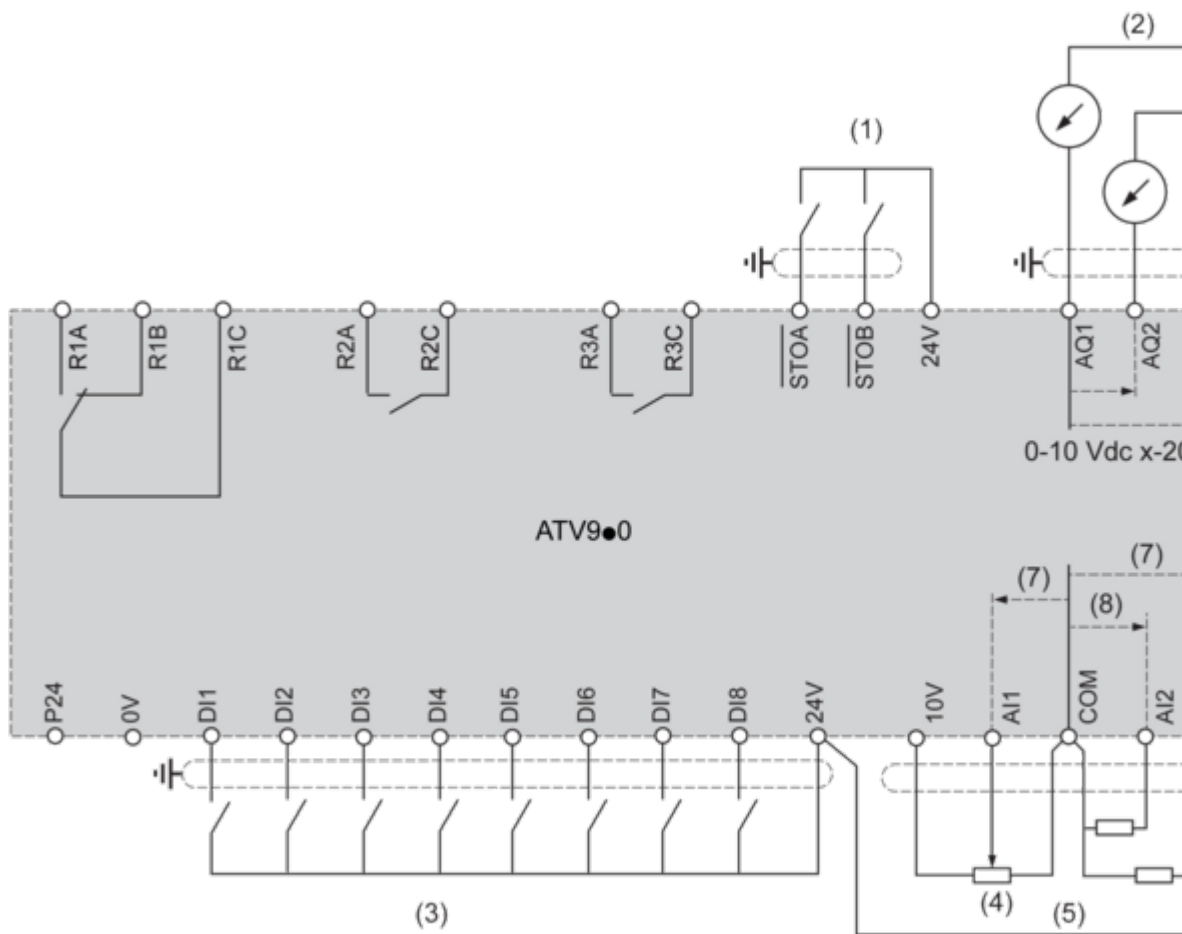 (2)
(1)
R1A
R1B
R1C
R2A
R2C
R3A
R3C
STOA
STOB
24V
AQ1
AQ2
0-10 Vdc x-20
ATV9●0
(7)
(7)
(8)
P24
0V
DI1
DI2
DI3
DI4
DI5
DI6
DI7
DI8
24V
10V
AI1
COM
AI2
(3)
(4)
(5)